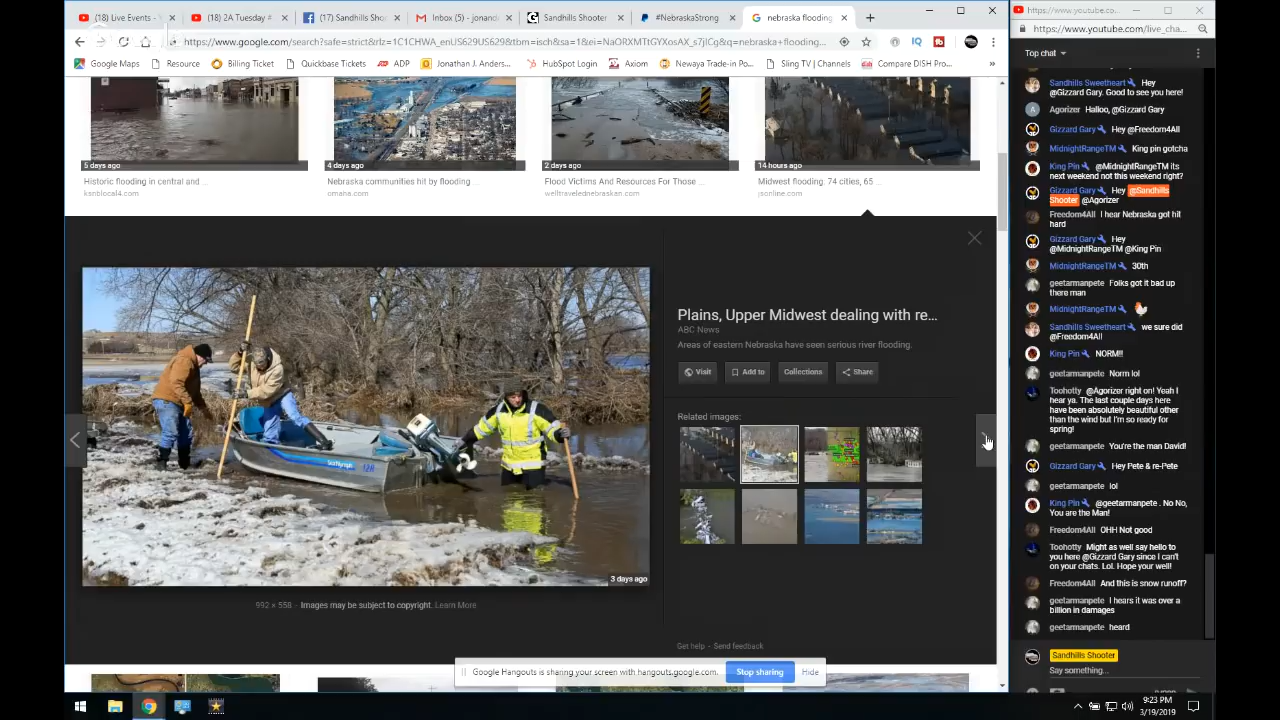 (18) Live Events - Y
(18) 2A Tuesday #
(18) Sandhills Sh
Inbox (5) - jonand
Sandhills Shooter
#NebraskaStrong
nebraska flooding
https://www.youtube.co...
https://www.google.com/search?safe=strict&rlz=1C1CHWA_enUS629US629&tbm=isch&sa=1&ei=NaORXMTtGYXosAX_s7jICg&q=nebraska+flooding...
https://www.youtube.com/live_cha...
Google Maps
Resource
Billing Ticket
Quickbase Tickets
ADP
Jonathan J. Anders...
HubSpot Login
Axiom
Newaya Trade-in Po...
Sling TV | Channels
Compare DISH Prog...
5 days ago
4 days ago
2 days ago
14 hours ago
Historic flooding in central and ...
Nebraska communities hit by flooding ...
Flood Victims And Resources For Those ...
Midwest flooding: 74 cities, 65 ...
ksnblocal4.com
omaha.com
welltravelednebraskan.com
jsonline.com
Plains, Upper Midwest dealing with re...
ABC News
Areas of eastern Nebraska have seen serious river flooding.
Visit
Add to
Collections
Share
Related images:
3 days ago
992 × 558 - Images may be subject to copyright. Learn More
Get help - Send feedback
Google Hangouts is sharing your screen with hangouts.google.com.
Stop sharing
Hide
Top chat
Sandhills Sweetheart Hey
@Gizzard Gary. Good to see you here!
Agorizer Halloo, @Gizzard Gary
Gizzard Gary Hey @Freedom4All
MidnightRangeTM King pin gotcha
King Pin @MidnightRangeTM its
next weekend not this weekend right?
Gizzard Gary Hey @Sandhills
Shooter @Agorizer
Freedom4All I hear Nebraska got hit
hard
Gizzard Gary Hey
@MidnightRangeTM @King Pin
MidnightRangeTM 30th
geetarmanpete Folks got it bad up
there man
MidnightRangeTM
Sandhills Sweetheart we sure did
@Freedom4All
King Pin NORM!!
geetarmanpete Norm lol
Toohotty @Agorizer right on! Yeah I
hear ya. The last couple days here
have been absolutely beautiful other
than the wind but I'm so ready for
spring!
geetarmanpete You're the man David!
Gizzard Gary Hey Pete & re-Pete
geetarmanpete lol
King Pin @geetarmanpete . No No,
You are the Man!
Freedom4All OHH Not good
Toohotty Might as well say hello to
you here @Gizzard Gary since I can't
on your chats. Lol. Hope your well!
Freedom4All And this is snow runoff?
geetarmanpete I hears it was over a
billion in damages
geetarmanpete heard
Sandhills Shooter
Say something...
9:23 PM
3/19/2019